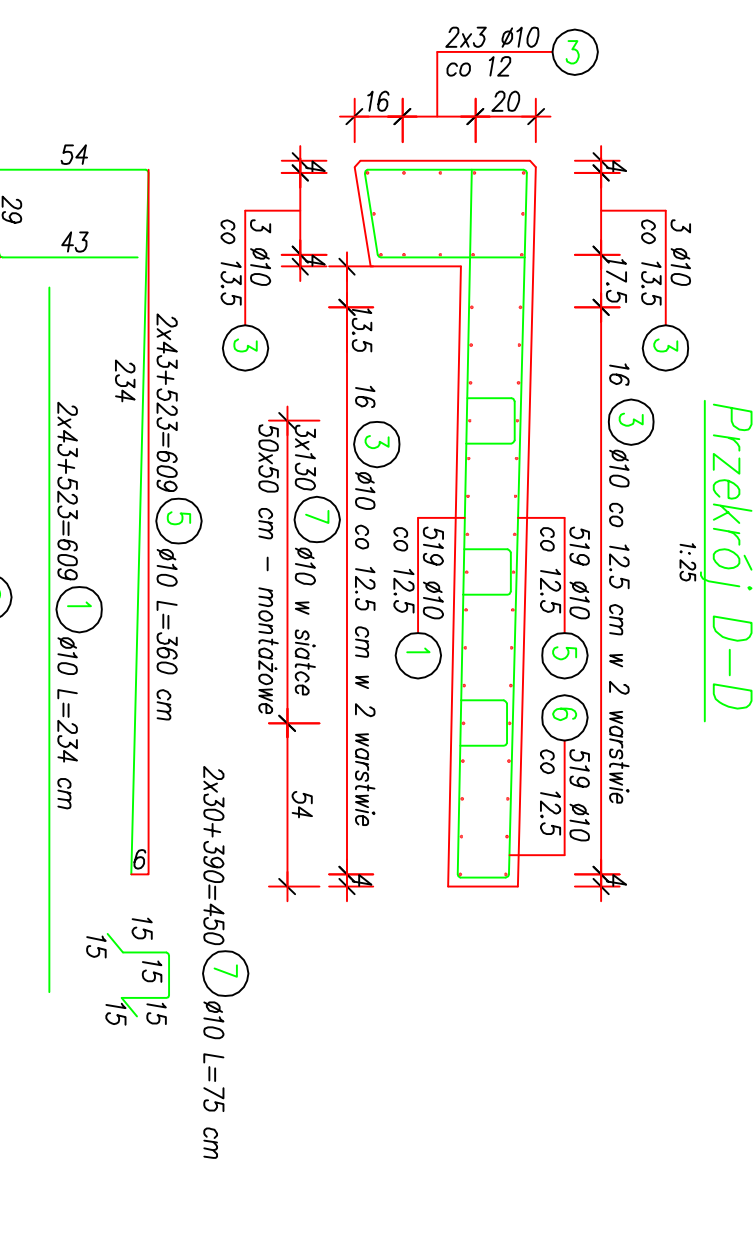 Przekrój D-D
1:25
2x3 ø10
co 12
3
16
20
4
3 ø10
co 13.5
3
17.5
16 3 ø10 co 12.5 cm w 2 warstwie
4
519 ø10
co 12.5
5
6
519 ø10
co 12.5
519 ø10
co 12.5
1
4
3 ø10
co 13.5
3
4
13.5
16 3 ø10 co 12.5 cm w 2 warstwie
4
3x130 7 ø10 w siatce
50x50 cm - montażowe
54
2x30+390=450 7 ø10 L=75 cm
15
15
15
15
15
54
29
43
2x43+523=609 5 ø10 L=360 cm
234
6
2x43+523=609 1 ø10 L=234 cm